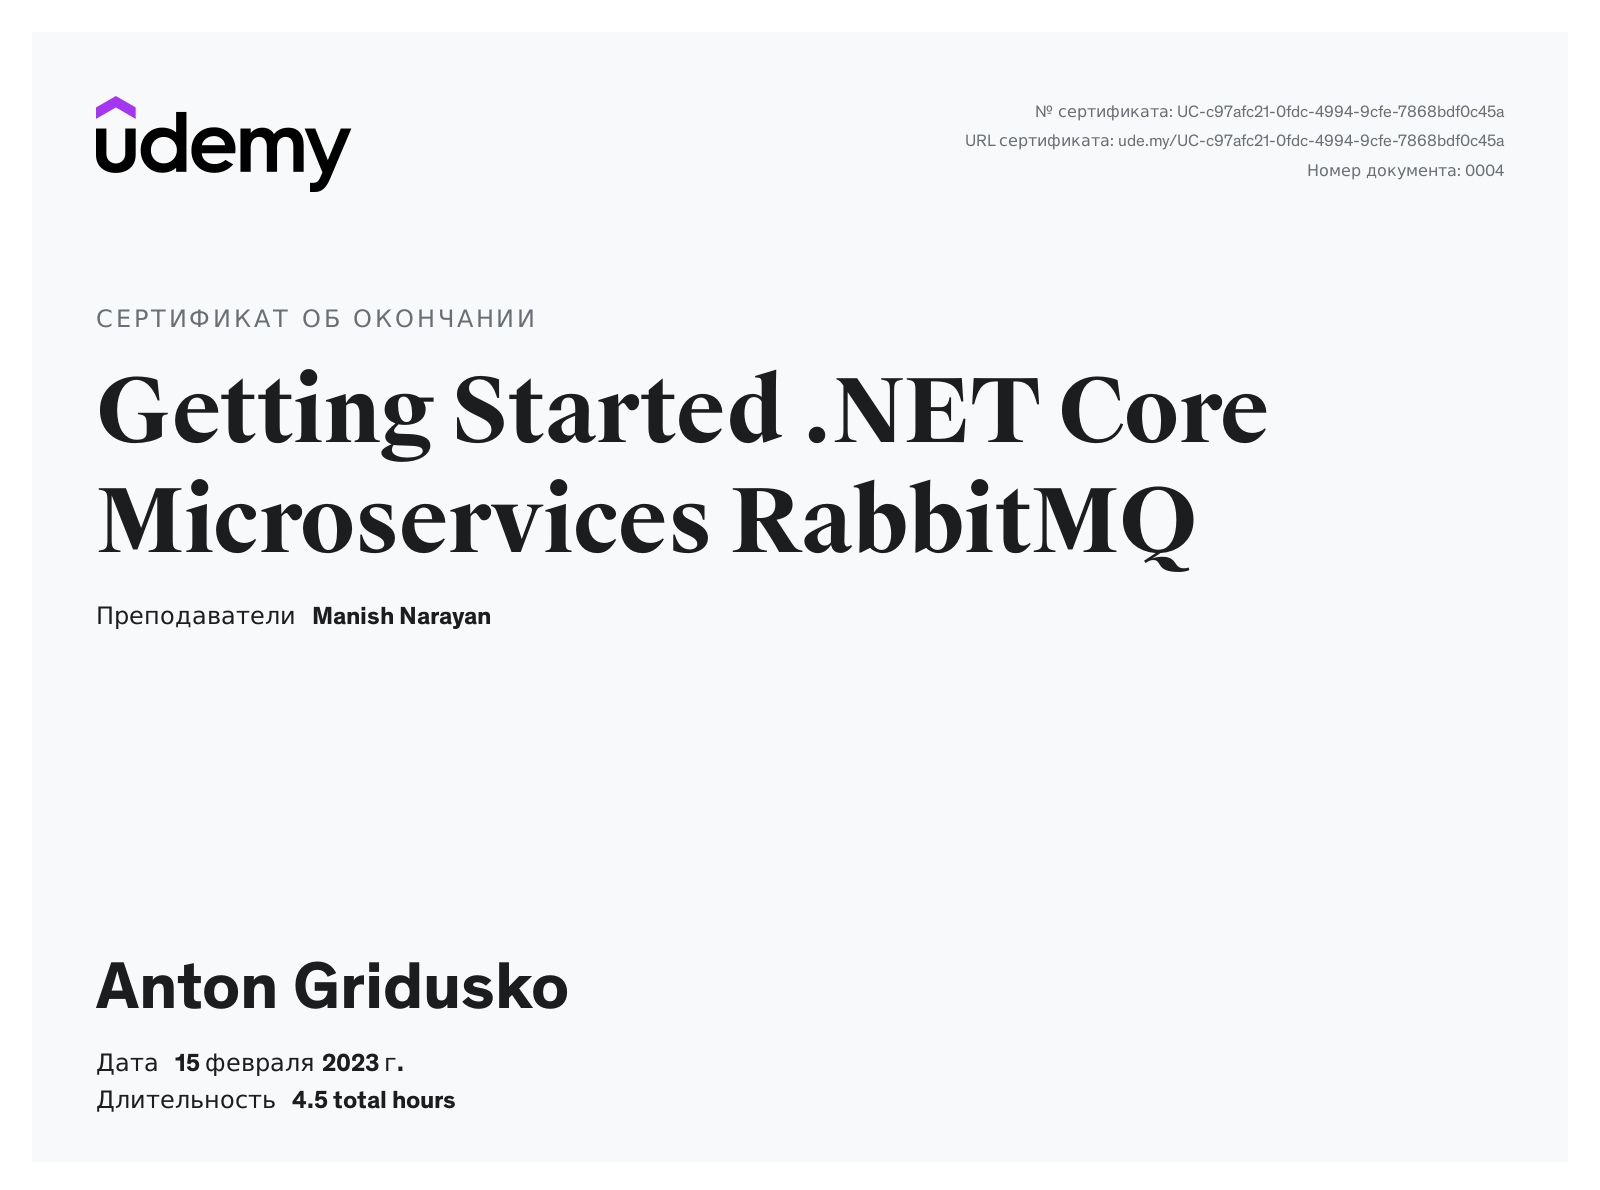 udemy
№ сертификата: UC-c97afc21-0fdc-4994-9cfe-7868bdf0c45a
URL сертификата: ude.my/UC-c97afc21-0fdc-4994-9cfe-7868bdf0c45a
Номер документа: 0004
СЕРТИФИКАТ ОБ ОКОНЧАНИИ
Getting Started .NET Core
Microservices RabbitMQ
Преподаватели Manish Narayan
Anton Gridusko
Дата 15 февраля 2023 г.
Длительность 4.5 total hours